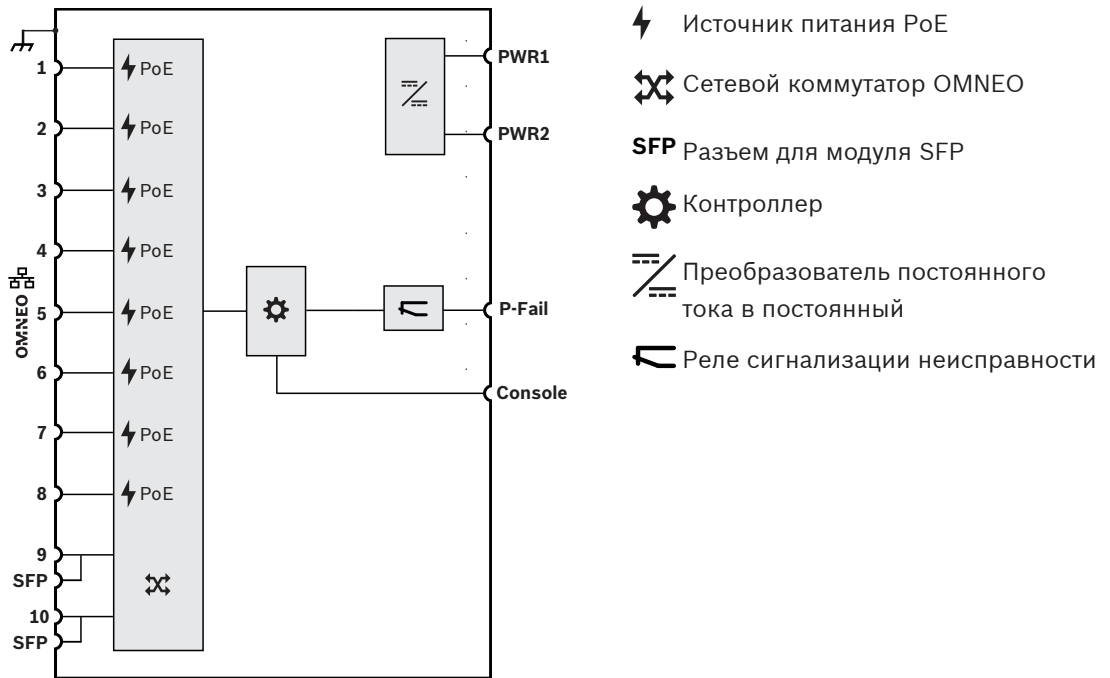 1 PoE
2 PoE
3 PoE
4 PoE
5 PoE
6 PoE
7 PoE
8 PoE
9
SFP
10
SFP
OMNEO
PWR1
PWR2
P-Fail
Console
Источник питания PoE
Сетевой коммутатор OMNEO
SFP Разъем для модуля SFP
Контроллер
Преобразователь постоянного
тока в постоянный
Реле сигнализации неисправности